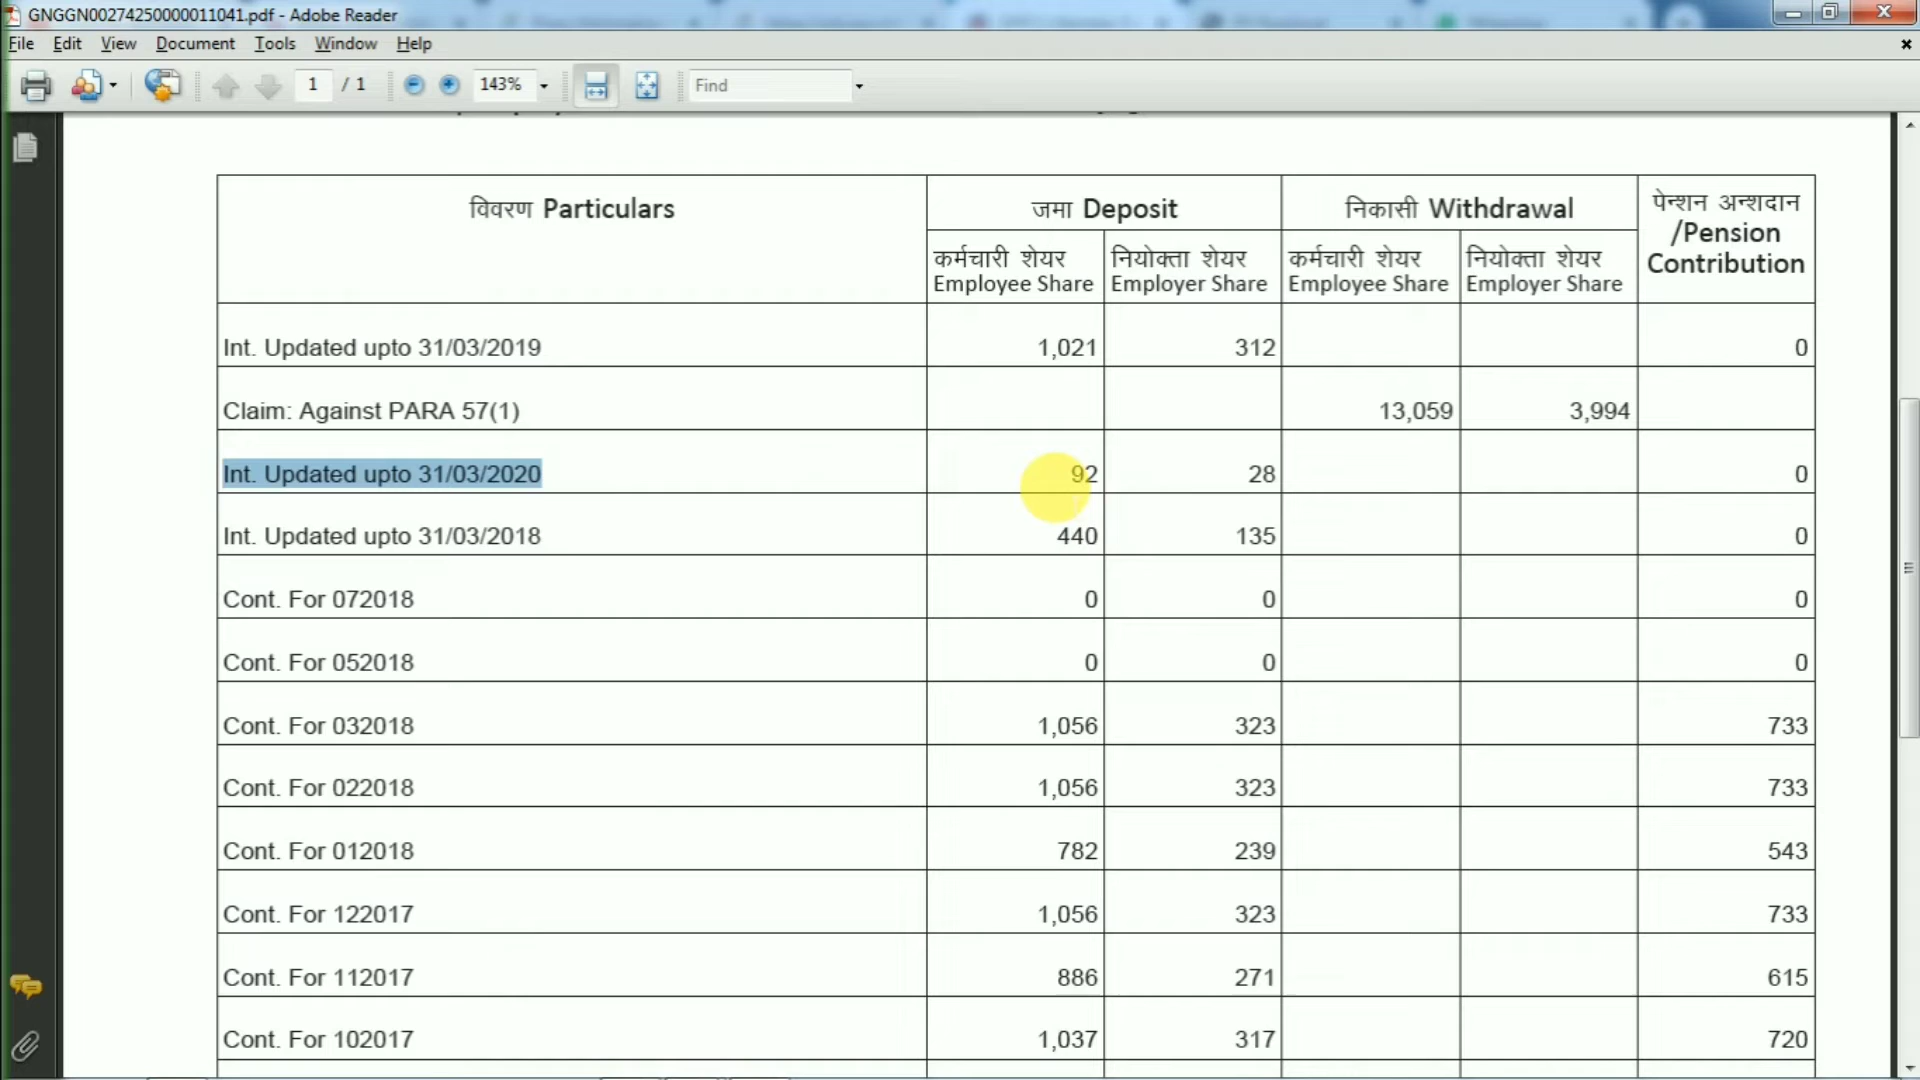 GNGGN00274250000011041.pdf - Adobe Reader
File Edit View Document Tools Window Help
1 / 1 143% Find
विवरण Particulars जमा Deposit निकासी Withdrawal पेन्शन अन्शदान /Pension Contribution
कर्मचारी शेयर Employee Share नियोक्ता शेयर Employer Share कर्मचारी शेयर Employee Share नियोक्ता शेयर Employer Share
Int. Updated upto 31/03/2019 1,021 312 0
Claim: Against PARA 57(1) 13,059 3,994
Int. Updated upto 31/03/2020 92 28 0
Int. Updated upto 31/03/2018 440 135 0
Cont. For 072018 0 0 0
Cont. For 052018 0 0 0
Cont. For 032018 1,056 323 733
Cont. For 022018 1,056 323 733
Cont. For 012018 782 239 543
Cont. For 122017 1,056 323 733
Cont. For 112017 886 271 615
Cont. For 102017 1,037 317 720